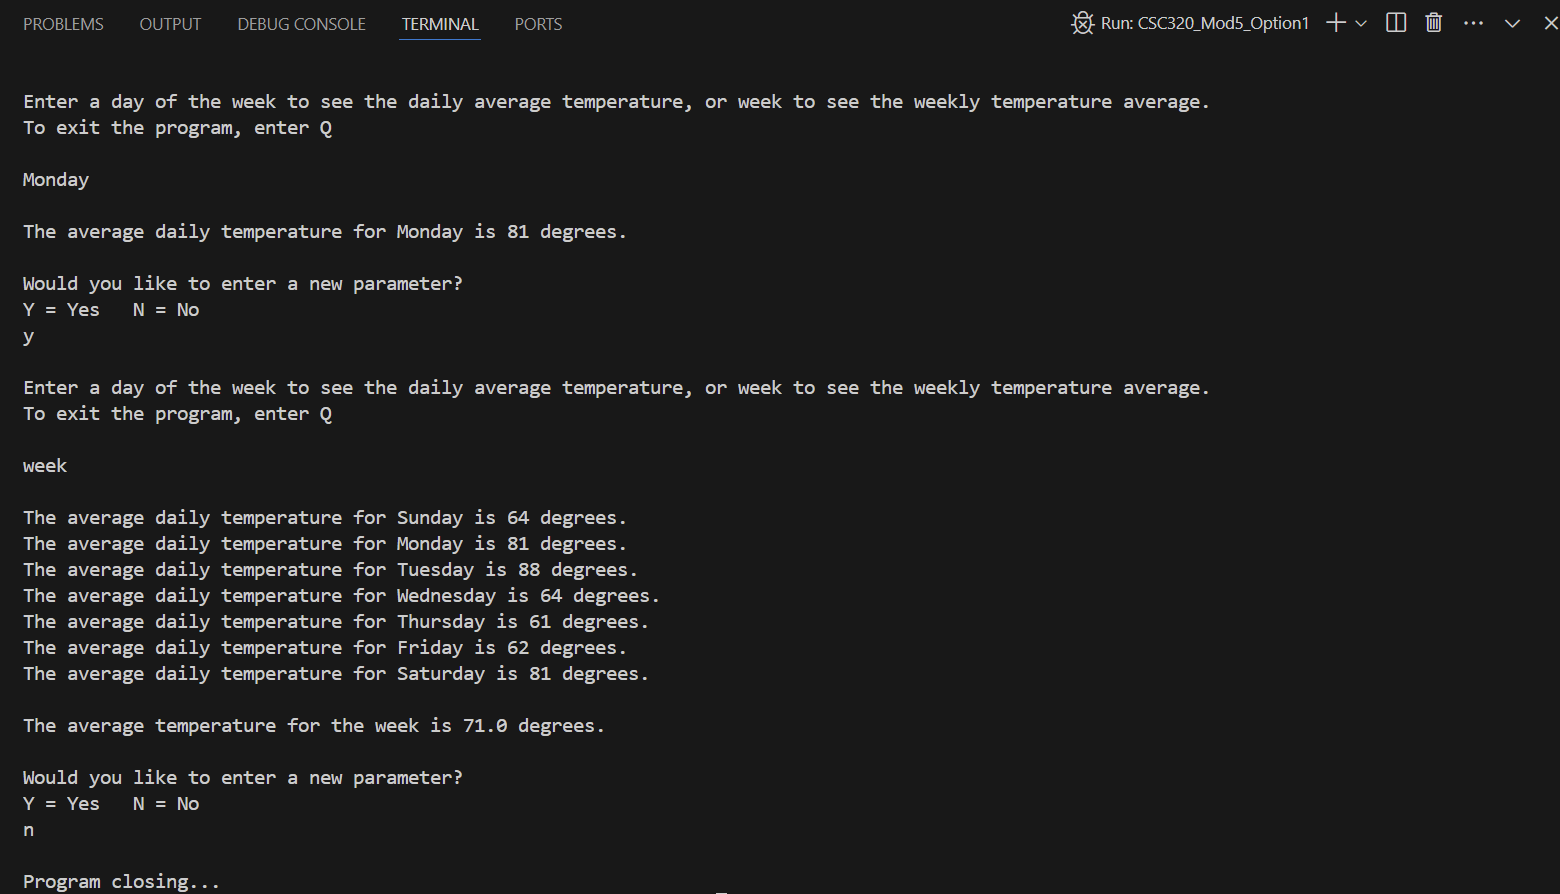 PROBLEMS OUTPUT DEBUG CONSOLE TERMINAL PORTS Run: CSC320_Mod5_Option1
Enter a day of the week to see the daily average temperature, or week to see the weekly temperature average.
To exit the program, enter Q
Monday
The average daily temperature for Monday is 81 degrees.
Would you like to enter a new parameter?
Y = Yes   N = No
y
Enter a day of the week to see the daily average temperature, or week to see the weekly temperature average.
To exit the program, enter Q
week
The average daily temperature for Sunday is 64 degrees.
The average daily temperature for Monday is 81 degrees.
The average daily temperature for Tuesday is 88 degrees.
The average daily temperature for Wednesday is 64 degrees.
The average daily temperature for Thursday is 61 degrees.
The average daily temperature for Friday is 62 degrees.
The average daily temperature for Saturday is 81 degrees.
The average temperature for the week is 71.0 degrees.
Would you like to enter a new parameter?
Y = Yes   N = No
n
Program closing...